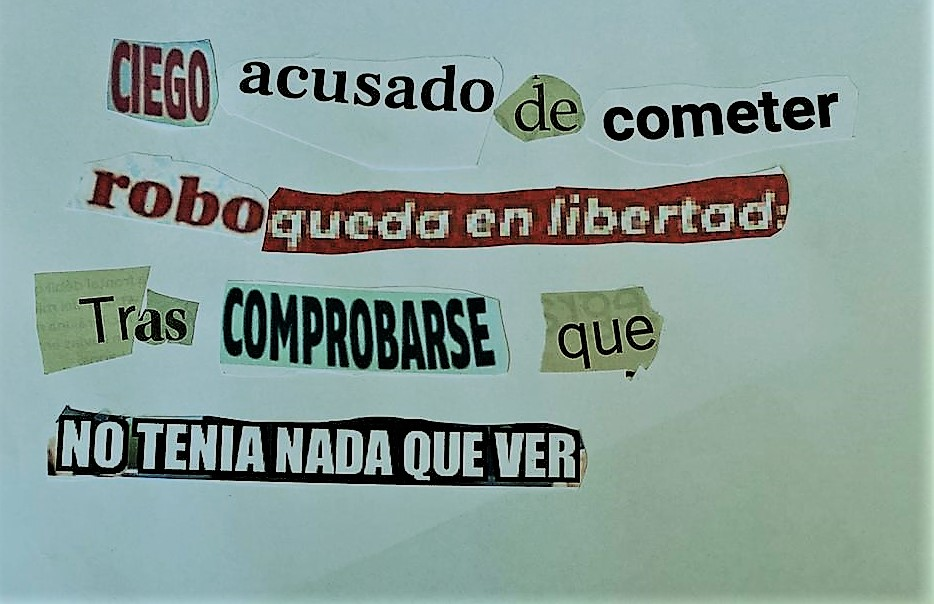 CIEGO acusado de cometer
robo queda en libertad:
Tras COMPROBARSE que
NO TENIA NADA QUE VER